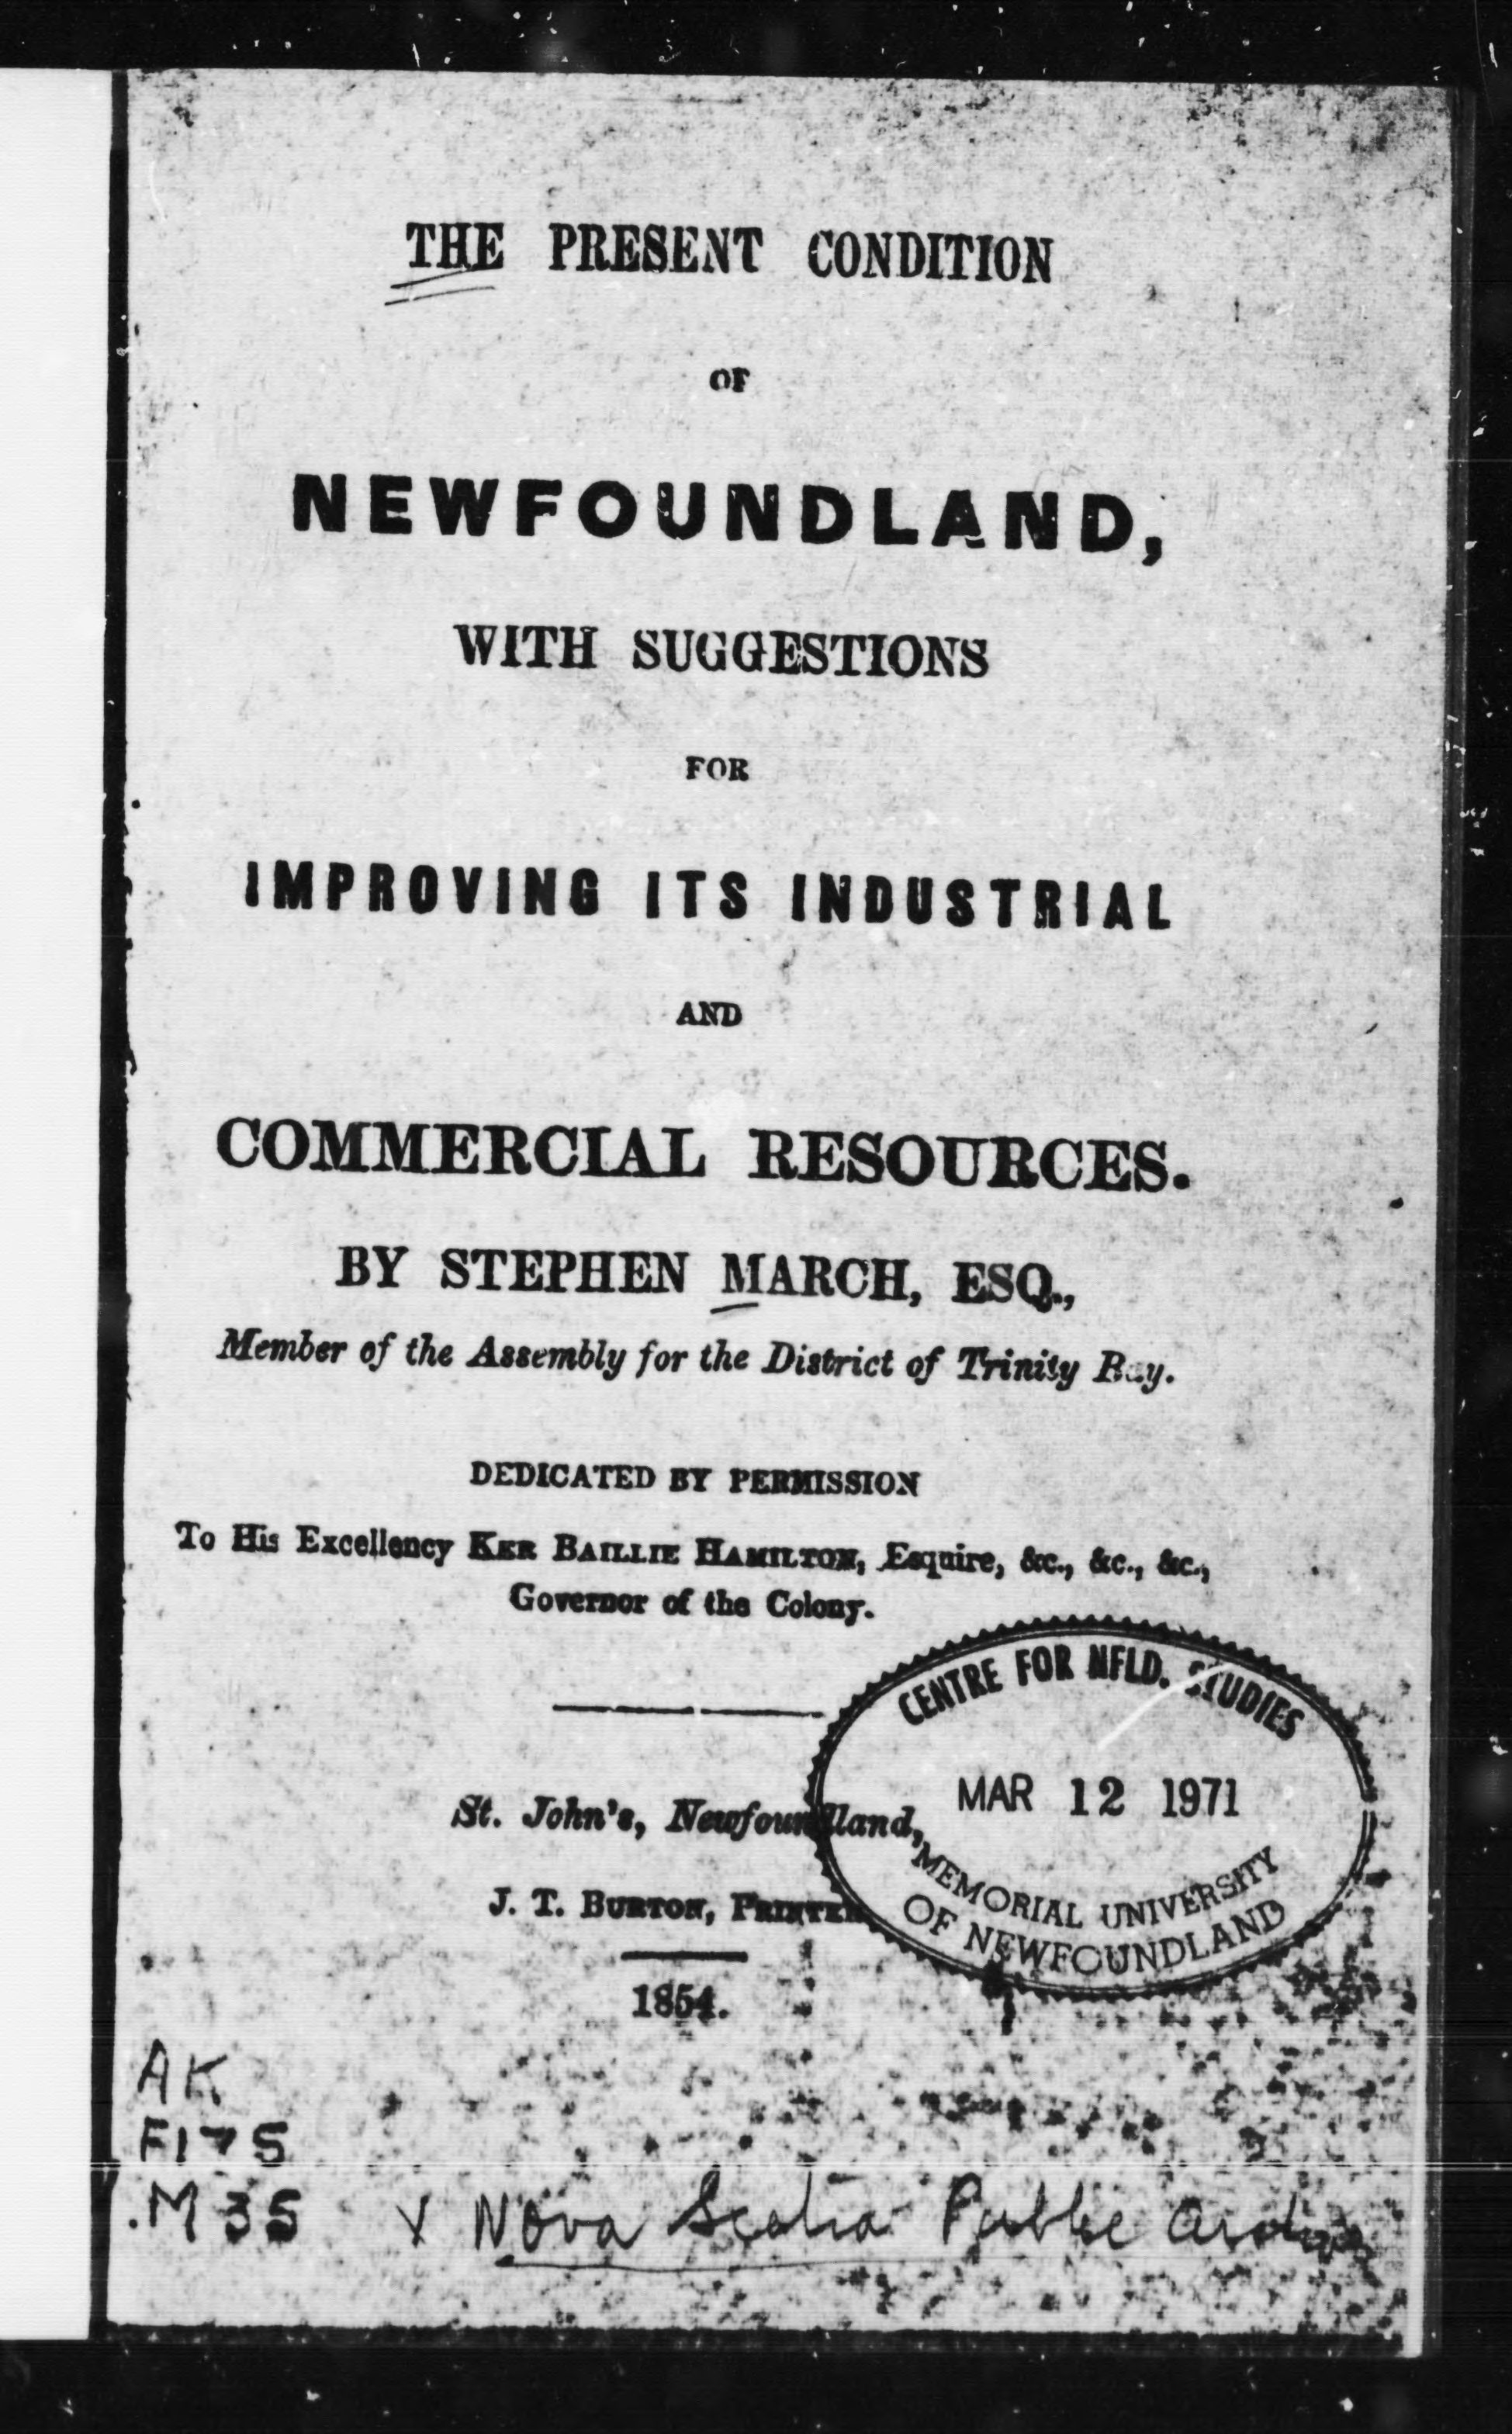 THE PRESENT CONDITION
OF
NEWFOUNDLAND,
WITH SUGGESTIONS
FOR
IMPROVING ITS INDUSTRIAL
AND
COMMERCIAL RESOURCES.
BY STEPHEN MARCH, ESQ.,
Member of the Assembly for the District of Trinity Bay.
DEDICATED BY PERMISSION
To His Excellency KER BAILLIE HAMILTON, Esquire, &c., &c., &c.,
Governor of the Colony.
CENTRE FOR NFLD. STUDIES
MAR 12 1971
MEMORIAL UNIVERSITY
OF NEWFOUNDLAND
St. John's, Newfoundland,
J. T. BURTON, PRINTER
1854.
AK
F175
.M35
x Nova Scotia Public